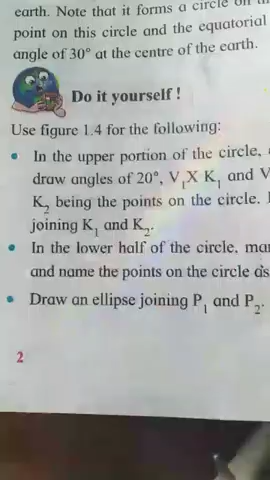 earth. Note that it forms a circle on
point on this circle and the equatorial
angle of 30° at the centre of the earth.
Do it yourself !
Use figure 1.4 for the following:
• In the upper portion of the circle,
draw angles of 20°, V₁X K₁ and V
K₂ being the points on the circle.
joining K₁ and K₂.
• In the lower half of the circle,
and name the points on the circle as
• Draw an ellipse joining P₁ and P₂.
2